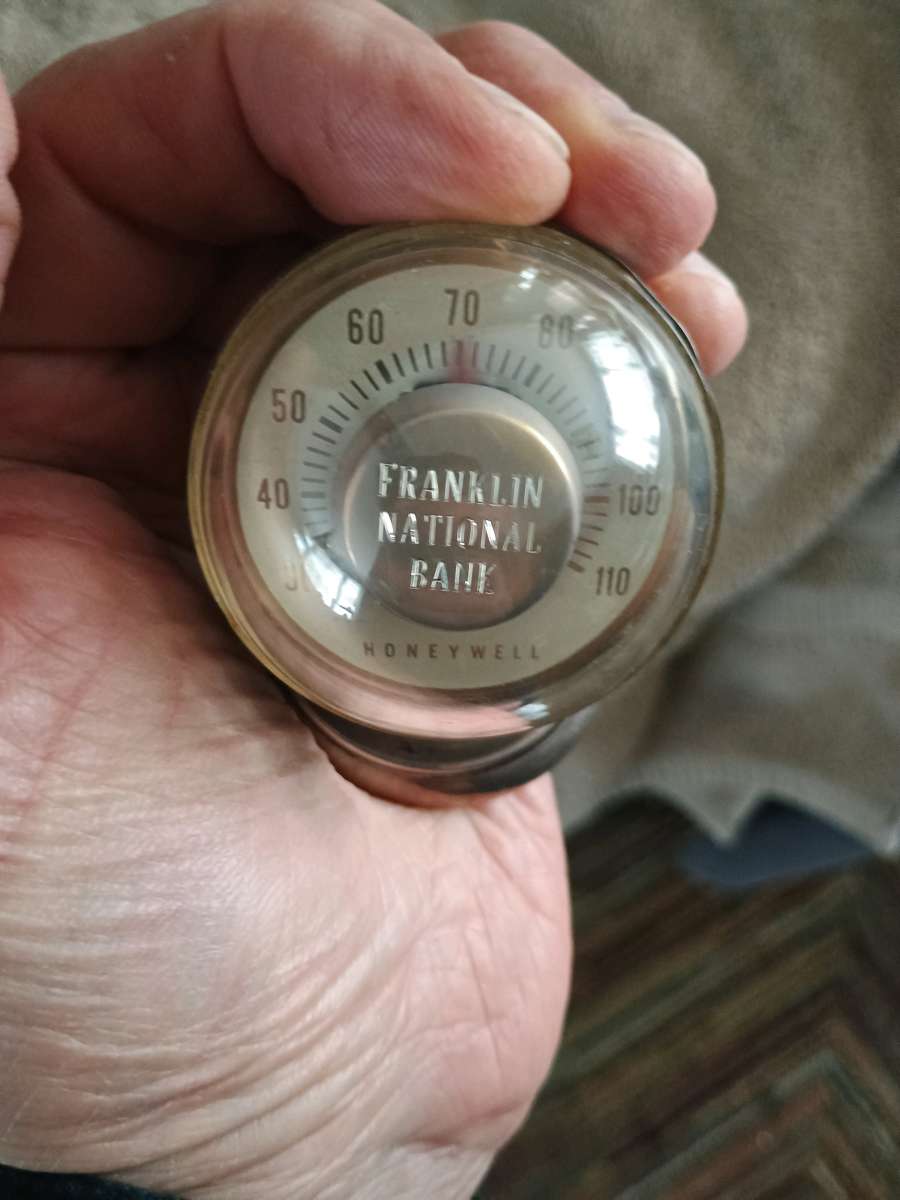 60 70 80
50
40 100
110
FRANKLIN
NATIONAL
BANK
HONEYWELL